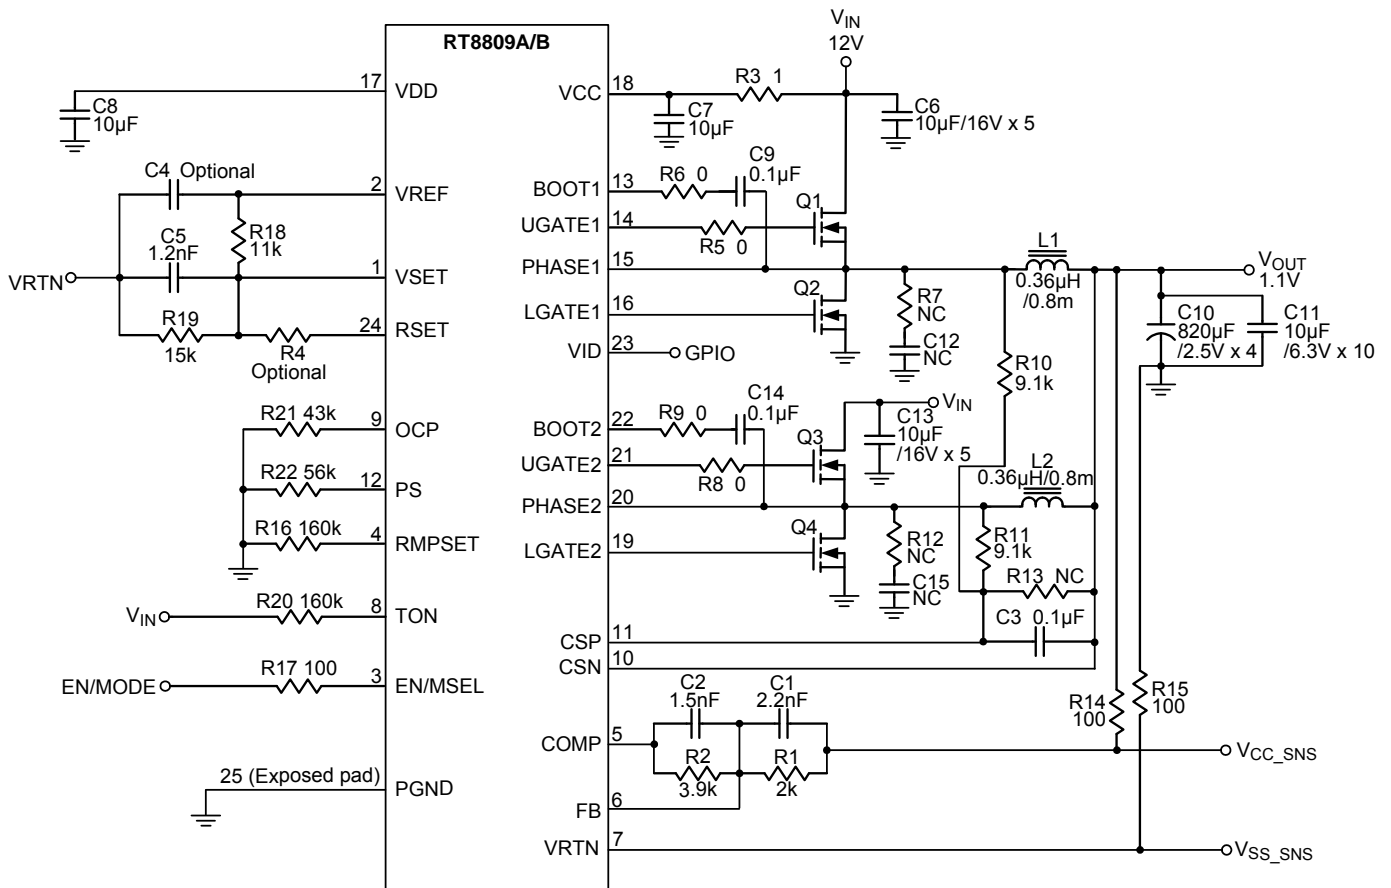 RT8809A/B
VIN
12V
17
VDD
C8
10µF
18
VCC
R3 1
C7
10µF
C6
10µF/16V x 5
C4 Optional
2
VREF
C5
1.2nF
R18
11k
VRTN
1
VSET
R19
15k
R4
Optional
24
RSET
BOOT1
13
R6 0
C9
0.1µF
UGATE1
14
R5 0
Q1
PHASE1
15
L1
0.36µH
/0.8m
VOUT
1.1V
LGATE1
16
Q2
R7
NC
C12
NC
C10
820µF
/2.5V x 4
C11
10µF
/6.3V x 10
VID
23
GPIO
R10
9.1k
R21 43k
9
OCP
R22 56k
12
PS
R16 160k
4
RMPSET
BOOT2
22
R9 0
C14
0.1µF
VIN
C13
10µF
/16V x 5
UGATE2
21
R8 0
Q3
L2
0.36µH/0.8m
PHASE2
20
LGATE2
19
Q4
R12
NC
C15
NC
R11
9.1k
R13 NC
C3 0.1µF
VIN
R20 160k
8
TON
CSP
11
CSN
10
EN/MODE
R17 100
3
EN/MSEL
C2
1.5nF
C1
2.2nF
R14
100
R15
100
COMP
5
R2
3.9k
R1
2k
VCC_SNS
25 (Exposed pad)
PGND
FB
6
VRTN
7
VSS_SNS